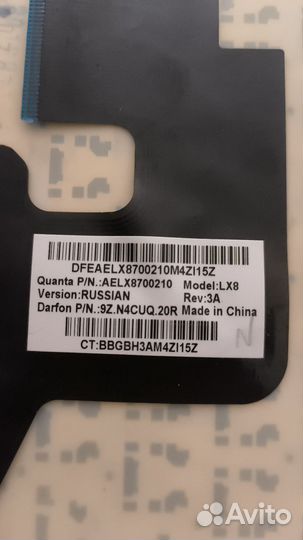 DFEAELX8700210M4ZI15Z
Quanta P/N.:AELX8700210 Model:LX8
Version:RUSSIAN Rev:3A
Darfon P/N.:9Z.N4CUQ.20R Made in China
CT:BBGBH3AM4ZI15Z
N
Avito